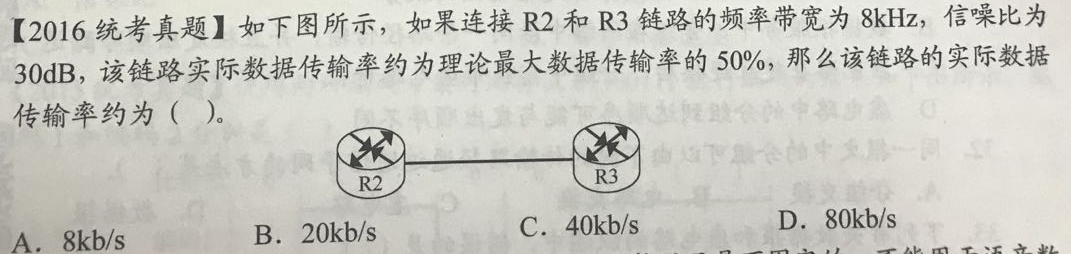 【2016 统考真题】如下图所示，如果连接 R2 和 R3 链路的频率带宽为 8kHz，信噪比为
30dB，该链路实际数据传输率约为理论最大数据传输率的 50%，那么该链路的实际数据
传输率约为（ ）。
R2
R3
A．8kb/s B．20kb/s C．40kb/s D．80kb/s